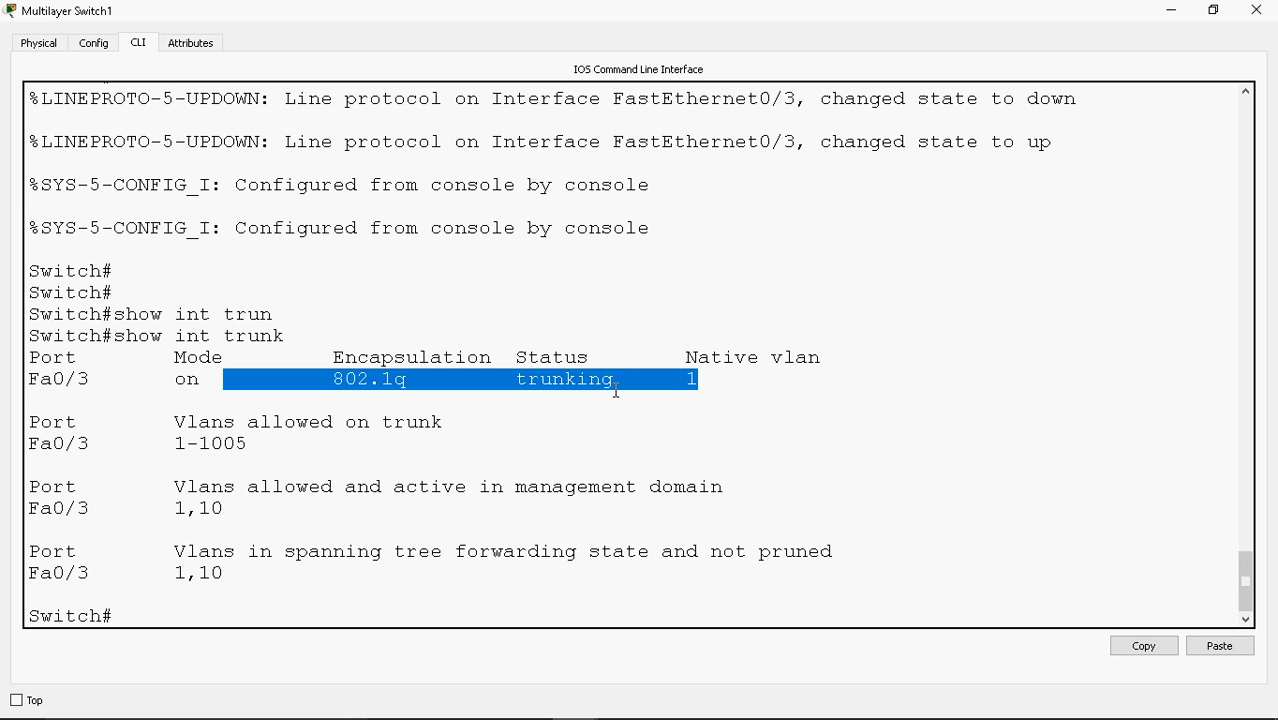 Multilayer Switch1
Physical Config CLI Attributes
IOS Command Line Interface
%LINEPROTO-5-UPDOWN: Line protocol on Interface FastEthernet0/3, changed state to down
%LINEPROTO-5-UPDOWN: Line protocol on Interface FastEthernet0/3, changed state to up
%SYS-5-CONFIG_I: Configured from console by console
%SYS-5-CONFIG_I: Configured from console by console
Switch#
Switch#
Switch#show int trun
Switch#show int trunk
Port Mode Encapsulation Status Native vlan
Fa0/3 on 802.1q trunking 1
Port Vlans allowed on trunk
Fa0/3 1-1005
Port Vlans allowed and active in management domain
Fa0/3 1,10
Port Vlans in spanning tree forwarding state and not pruned
Fa0/3 1,10
Switch#
Copy Paste
Top